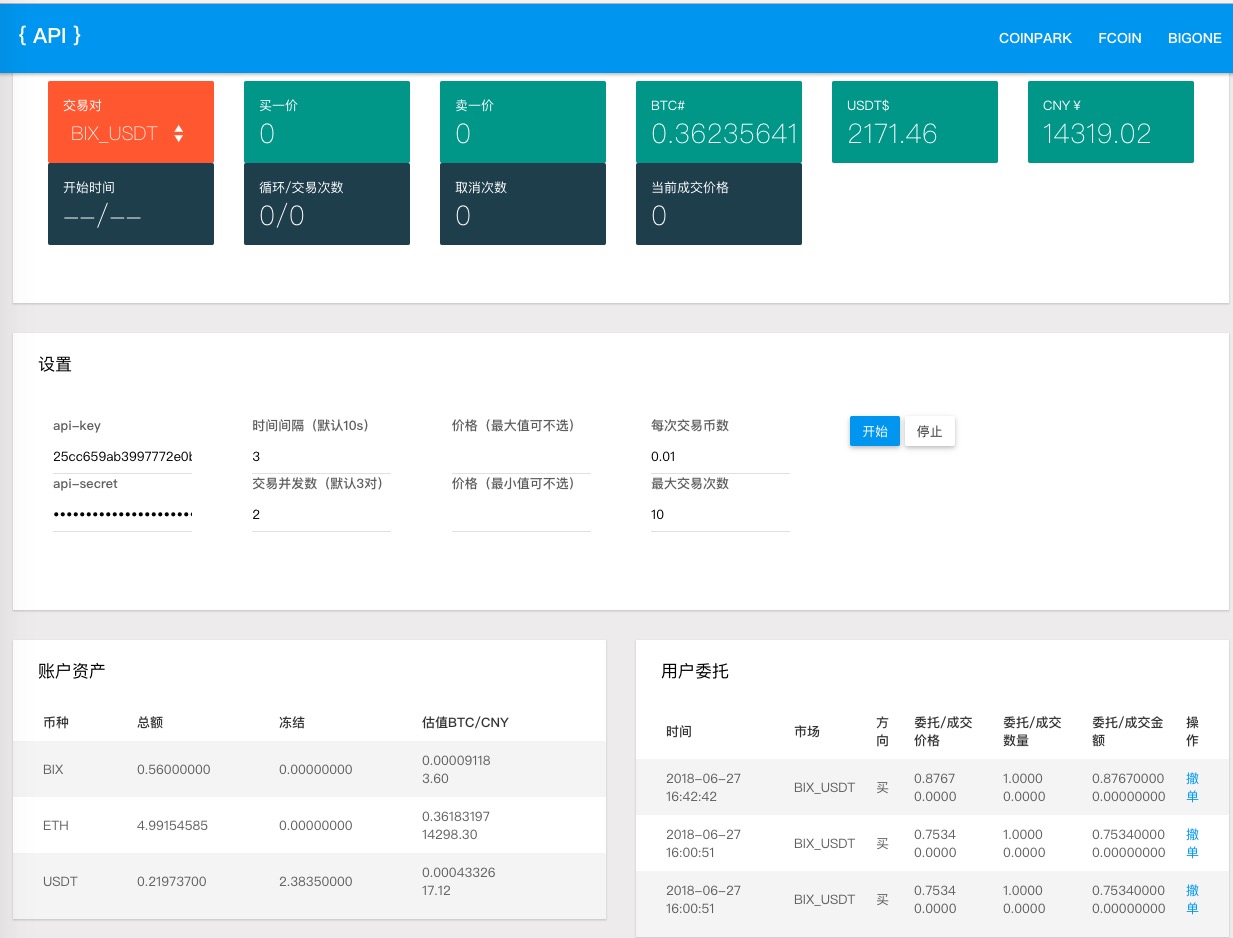 { API }
COINPARK FCOIN BIGONE
交易对 买一价 卖一价 BTC# USDT$ CNY ¥
BIX_USDT 0 0 0.36235641 2171.46 14319.02
开始时间 循环/交易次数 取消次数 当前成交价格
--/-- 0/0 0 0
设置
api-key 时间间隔（默认10s） 价格（最大值可不选） 每次交易币数
25cc659ab3997772e0 3 0.01
开始 停止
api-secret 交易并发数（默认3对） 价格（最小值可不选） 最大交易次数
2 10
账户资产
币种 总额 冻结 估值BTC/CNY
BIX 0.56000000 0.00000000 0.00009118
3.60
ETH 4.99154585 0.00000000 0.36183197
14298.30
USDT 0.21973700 2.38350000 0.00043326
17.12
用户委托
时间 市场 方向 委托/成交价格 委托/成交数量 委托/成交金额 操作
2018-06-27 BIX_USDT 买 0.8767 1.0000 0.87670000 撤
16:42:42 0.0000 0.0000 0.00000000 单
2018-06-27 BIX_USDT 买 0.7534 1.0000 0.75340000 撤
16:00:51 0.0000 0.0000 0.00000000 单
2018-06-27 BIX_USDT 买 0.7534 1.0000 0.75340000 撤
16:00:51 0.0000 0.0000 0.00000000 单